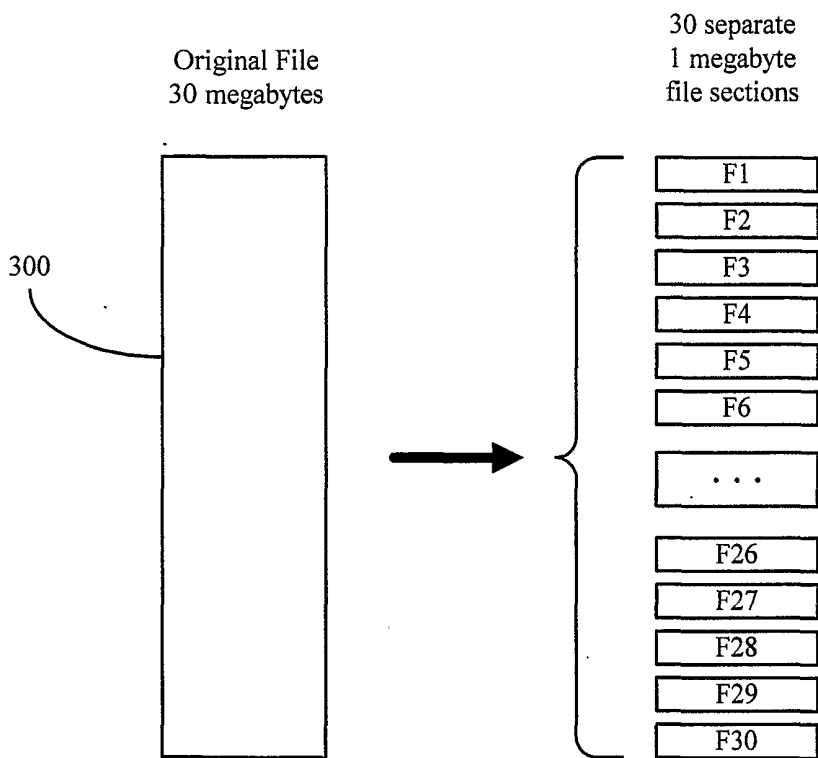 Original File
30 megabytes
30 separate
1 megabyte
file sections
300
F1
F2
F3
F4
F5
F6
. . .
F26
F27
F28
F29
F30